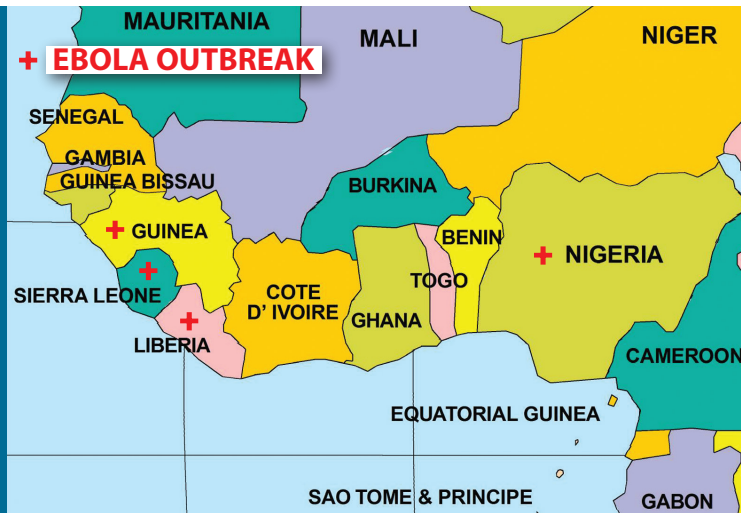 MAURITANIA
MALI
NIGER
+ EBOLA OUTBREAK
SENEGAL
GAMBIA
GUINEA BISSAU
BURKINA
+ GUINEA
BENIN
+ NIGERIA
+
TOGO
SIERRA LEONE
COTE
D' IVOIRE
GHANA
+
LIBERIA
CAMEROON
EQUATORIAL GUINEA
SAO TOME & PRINCIPE
GABON